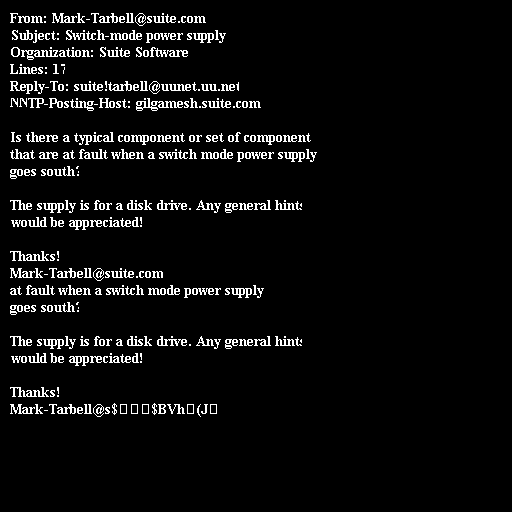 From: Mark-Tarbell@suite.com
Subject: Switch-mode power supply
Organization: Suite Software
Lines: 17
Reply-To: suite!tarbell@uunet.uu.net
NNTP-Posting-Host: gilgamesh.suite.com
Is there a typical component or set of component
that are at fault when a switch mode power supply
goes south?
The supply is for a disk drive. Any general hints
would be appreciated!
Thanks!
Mark-Tarbell@suite.com
at fault when a switch mode power supply
goes south?
The supply is for a disk drive. Any general hints
would be appreciated!
Thanks!
Mark-Tarbell@s$□□□$BVh□(J□